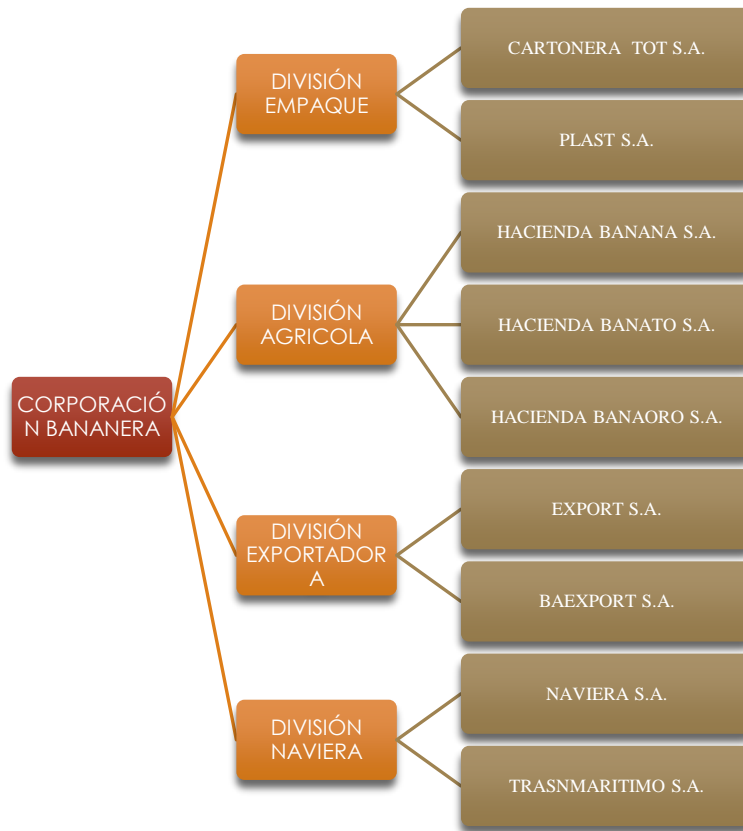 CARTONERA TOT S.A.
DIVISIÓN
EMPAQUE
PLAST S.A.
HACIENDA BANANA S.A.
DIVISIÓN
AGRICOLA
HACIENDA BANATO S.A.
CORPORACIÓ
N BANANERA
HACIENDA BANAORO S.A.
EXPORT S.A.
DIVISIÓN
EXPORTADOR
A
BAEXPORT S.A.
NAVIERA S.A.
DIVISIÓN
NAVIERA
TRASNMARITIMO S.A.